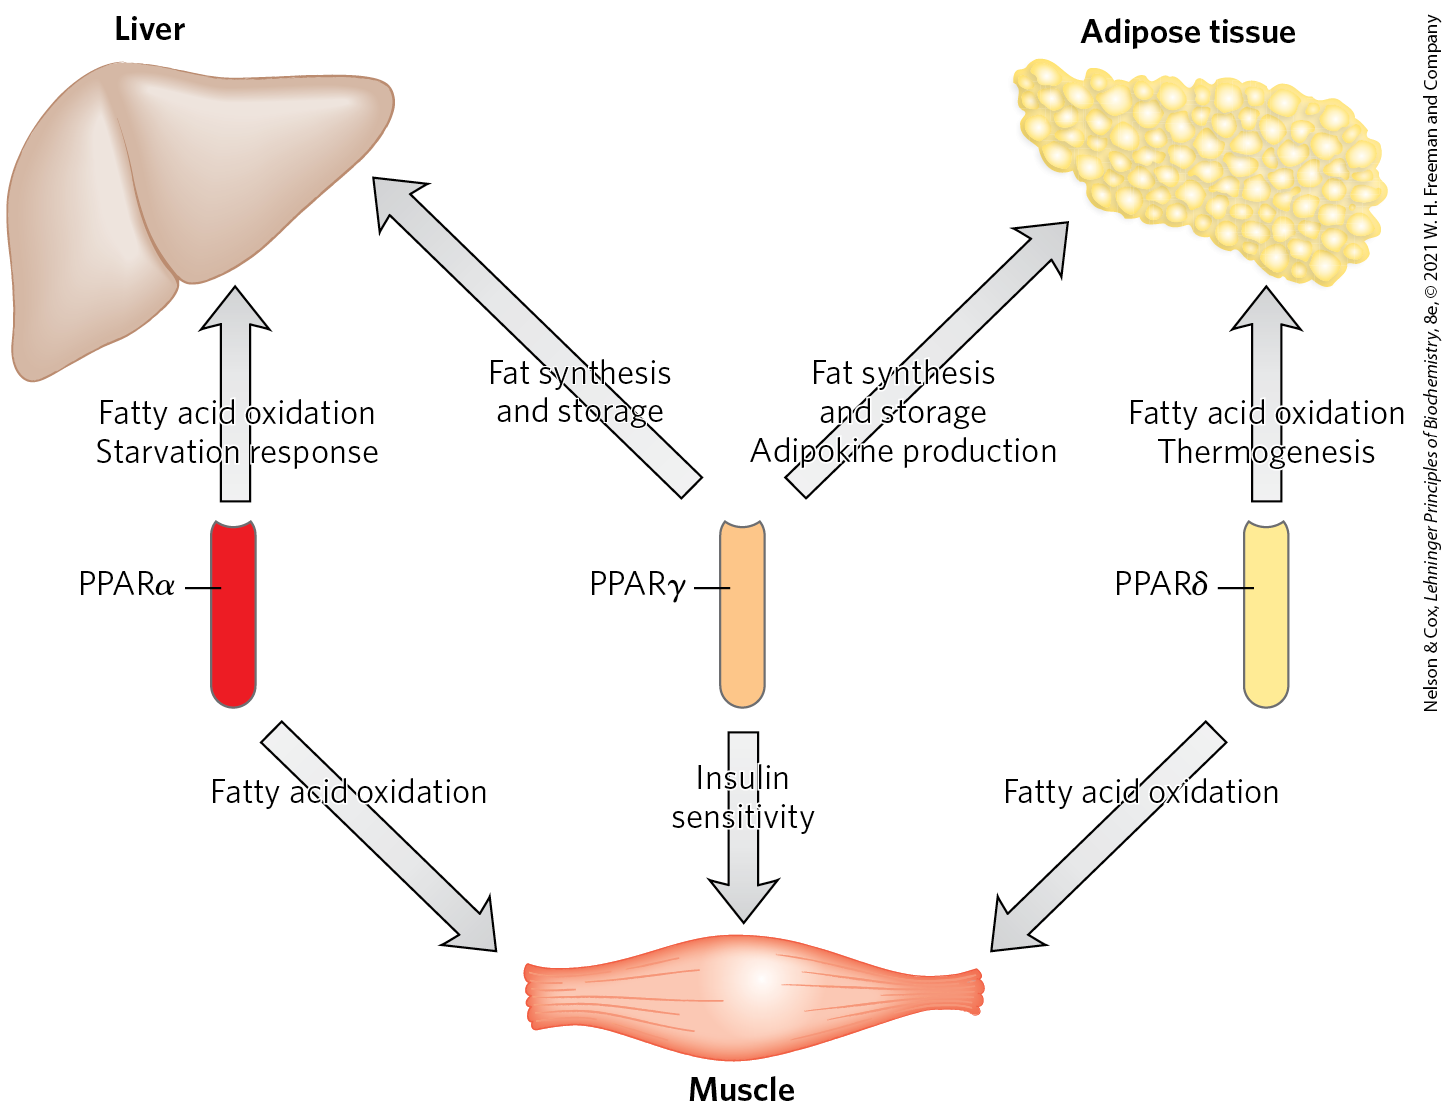 Liver
Adipose tissue
Fat synthesis
and storage
Fat synthesis
and storage
Adipokine production
Fatty acid oxidation
Starvation response
Fatty acid oxidation
Thermogenesis
PPARα
PPARγ
PPARδ
Fatty acid oxidation
Insulin
sensitivity
Fatty acid oxidation
Muscle
Nelson & Cox, Lehninger Principles of Biochemistry, 8e, © 2021 W. H. Freeman and Company